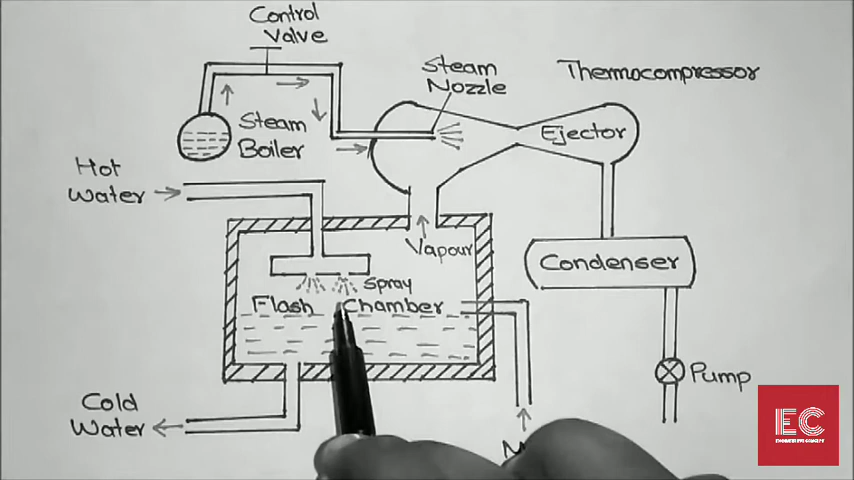 Control
Valve
Steam
Nozzle
Thermocompressor
Steam
Boiler
Ejector
Hot
Water
Vapour
Condenser
Spray
Flash Chamber
Pump
Cold
Water
EC